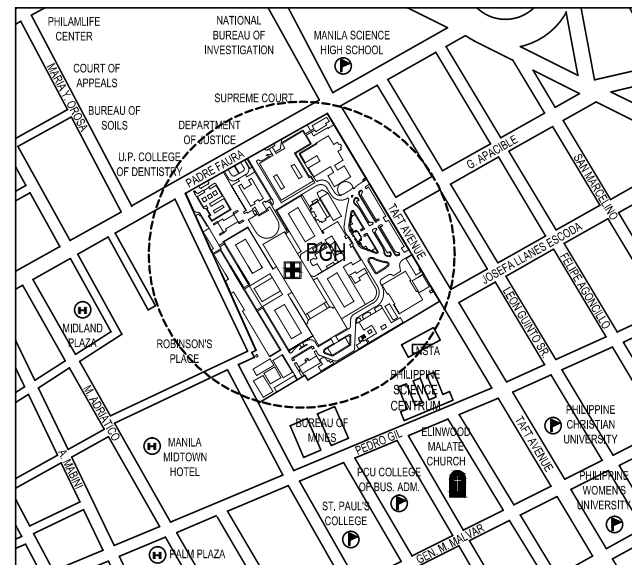 PHILAMLIFE
CENTER
NATIONAL
BUREAU OF
INVESTIGATION
MANILA SCIENCE
HIGH SCHOOL
COURT OF
APPEALS
MARIA Y. OROSA
BUREAU OF
SOILS
SUPREME COURT
DEPARTMENT
OF JUSTICE
U.P. COLLEGE
OF DENTISTRY
PADRE FAURA
G. APACIBLE
SAN MARCELINO
TAFT AVENUE
JOSEFA LLANES ESCODA
FELIPE AGONCILLO
LEON GUINTO SR.
PGH
H
MIDLAND
PLAZA
ROBINSON'S
PLACE
INSTA
PHILIPPINE
SCIENCE
CENTRUM
M. ADRIATICO
A. MABINI
H
MANILA
MIDTOWN
HOTEL
BUREAU OF
MINES
PEDRO GIL
ELINWOOD
MALATE
CHURCH
TAFT AVENUE
PHILIPPINE
CHRISTIAN
UNIVERSITY
PCU COLLEGE
OF BUS. ADM.
PHILIPPINE
WOMEN'S
UNIVERSITY
ST. PAUL'S
COLLEGE
GEN. M. MALVAR
H
PALM PLAZA